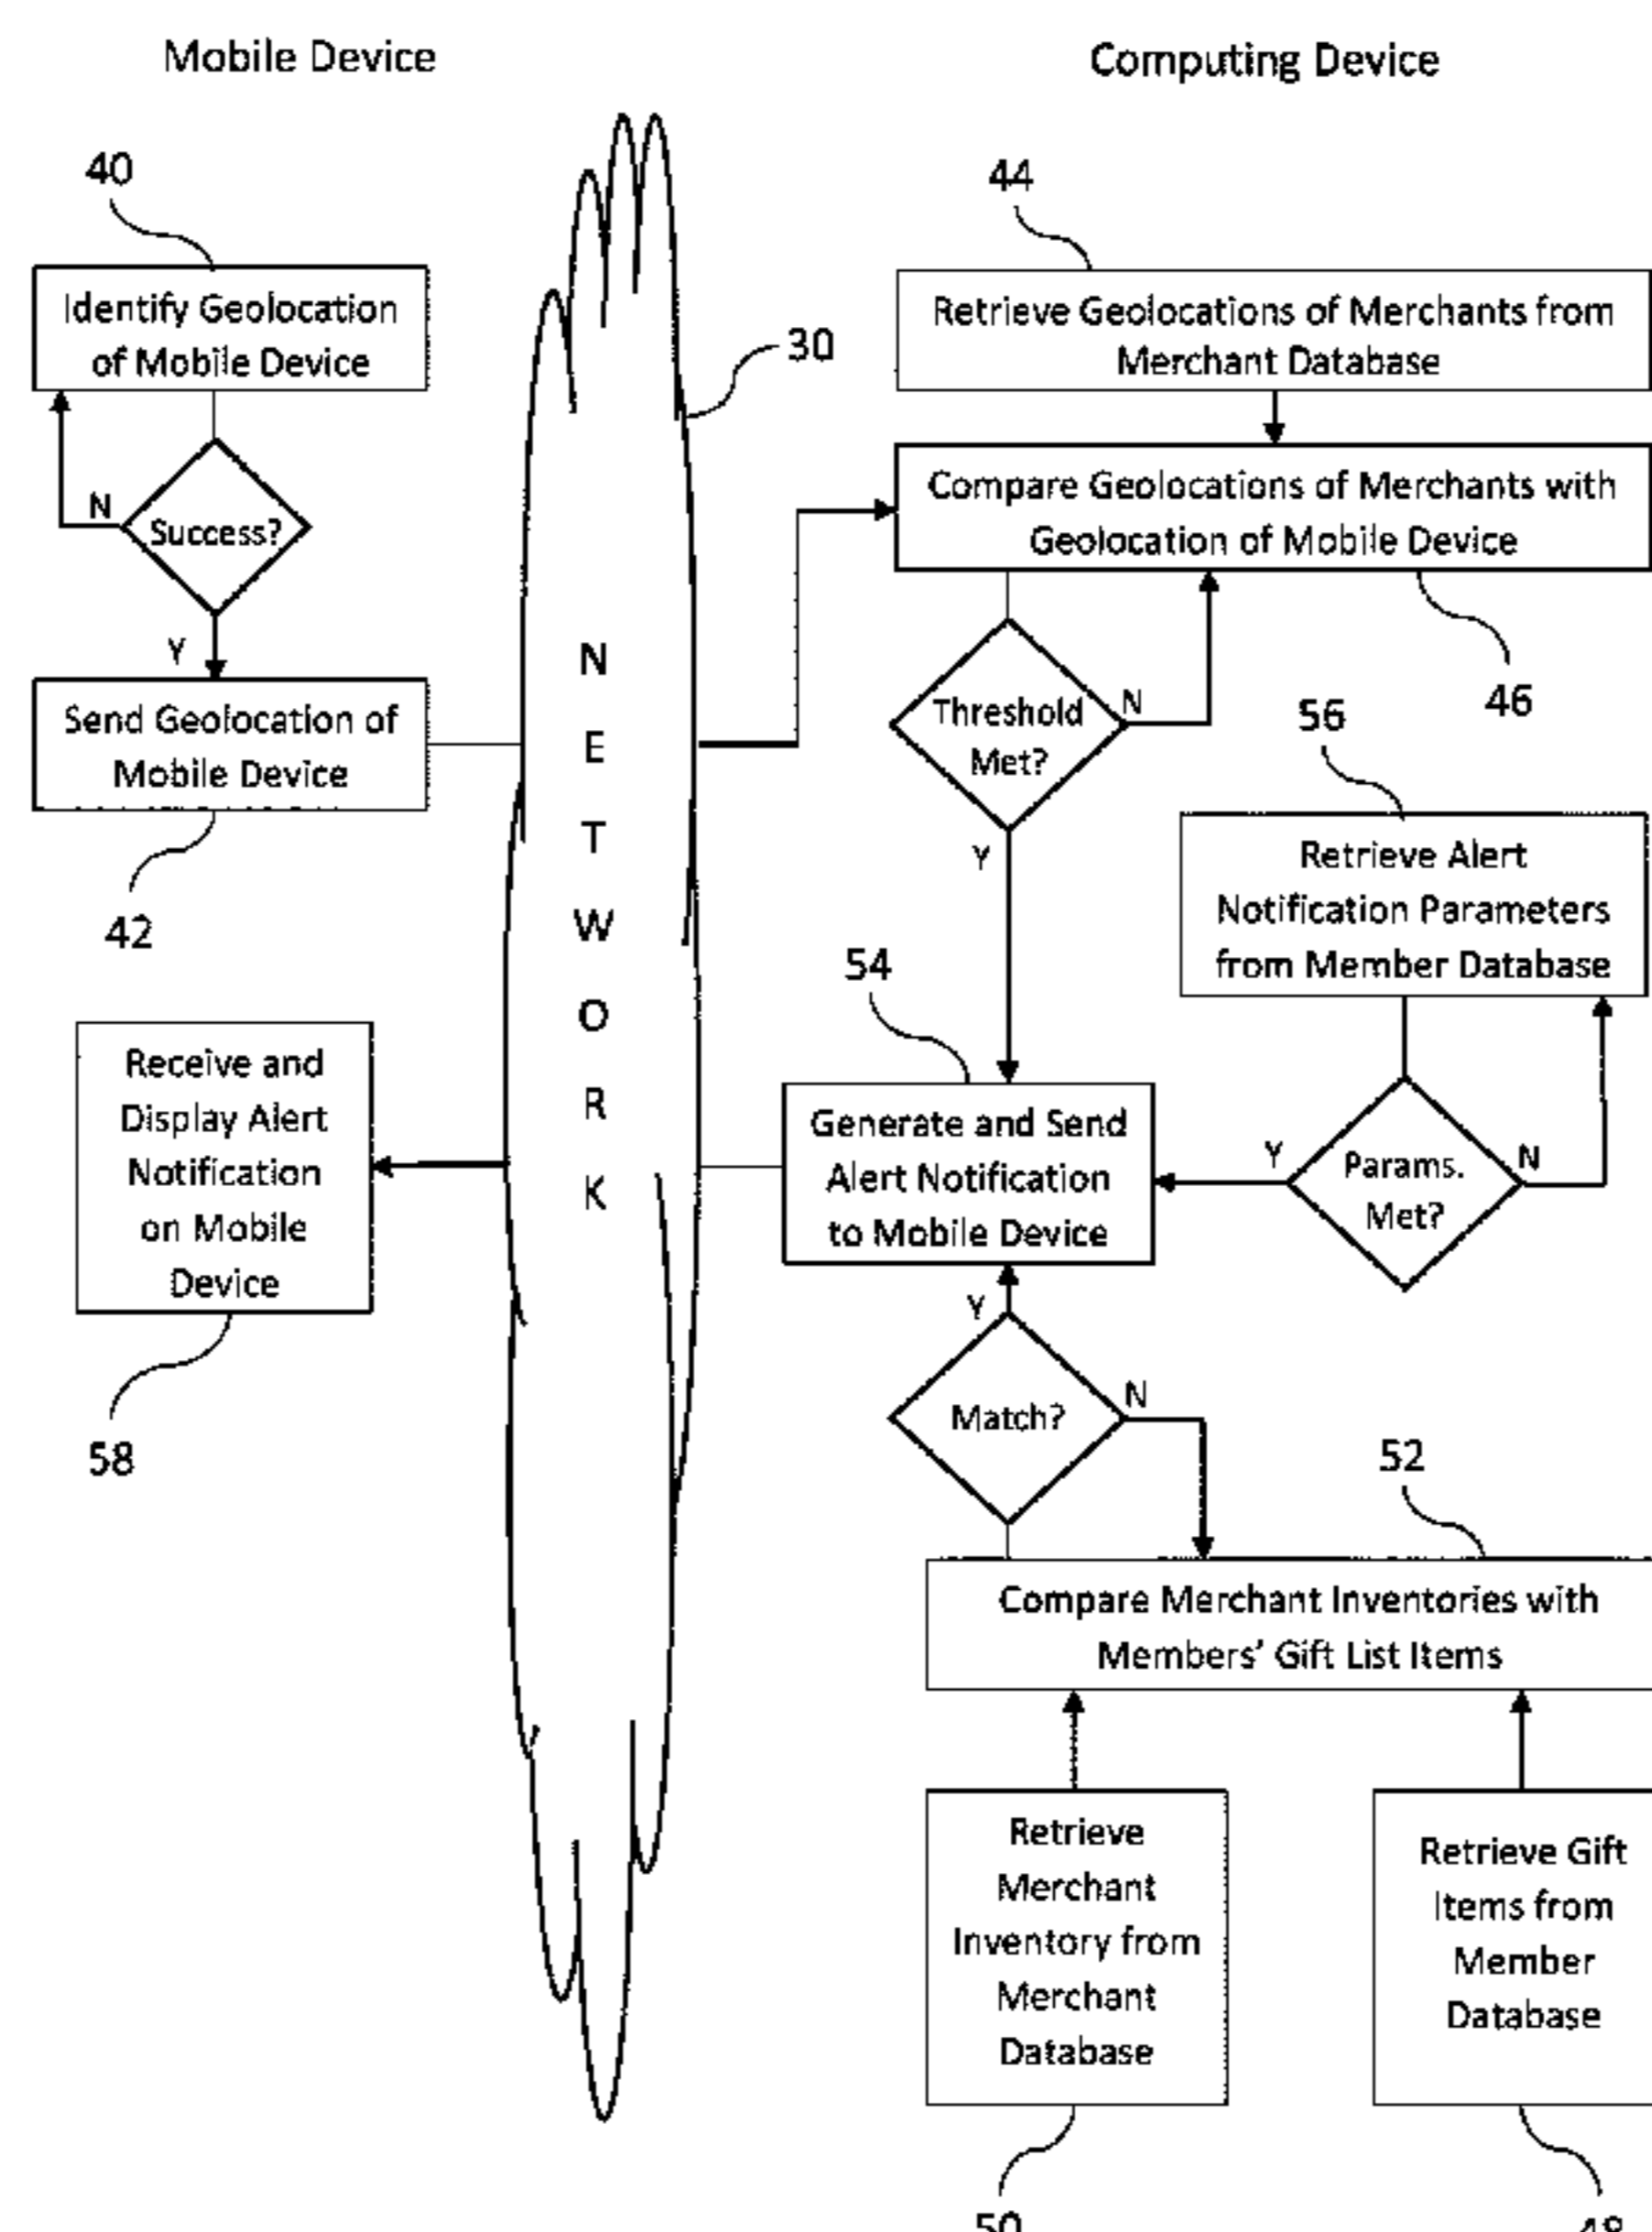 Mobile Device
Computing Device
40
Identify Geolocation
of Mobile Device
N
Success?
Y
Send Geolocation of
Mobile Device
42
Receive and
Display Alert
Notification
on Mobile
Device
58
30
N
E
T
W
O
R
K
44
Retrieve Geolocations of Merchants from
Merchant Database
Compare Geolocations of Merchants with
Geolocation of Mobile Device
46
Threshold
Met?
N
Y
56
Retrieve Alert
Notification Parameters
from Member Database
54
Generate and Send
Alert Notification
to Mobile Device
Y
Params.
Met?
N
Y
Match?
N
52
Compare Merchant Inventories with
Members' Gift List Items
Retrieve
Merchant
Inventory from
Merchant
Database
50
Retrieve Gift
Items from
Member
Database
48